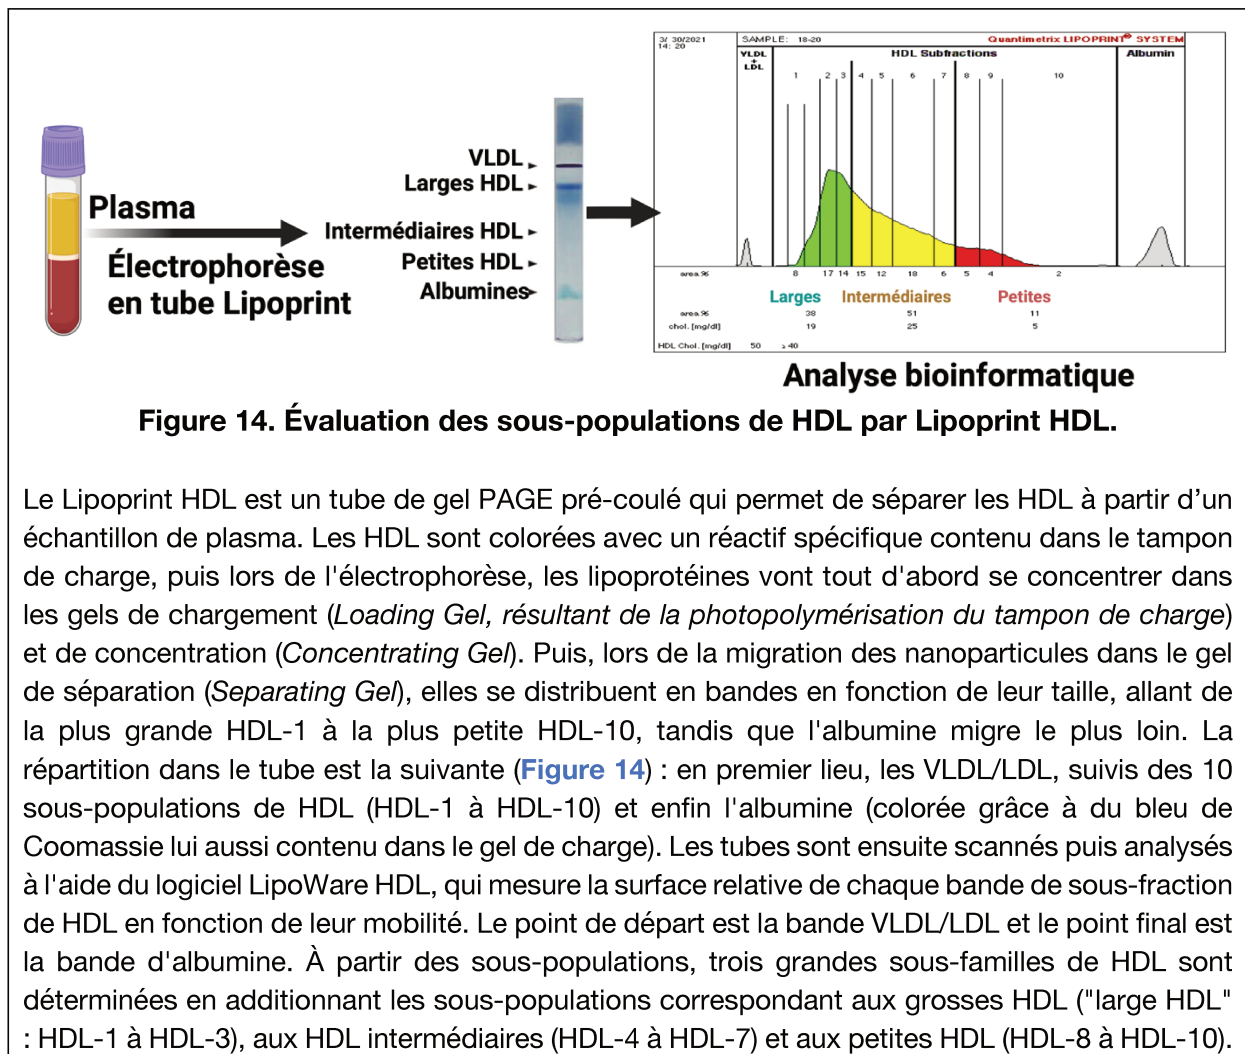 3/ 30/2021
14: 20
SAMPLE: 18-20
Quantimetrix LIPOPRINT® SYSTEM
VLDL
+
LDL
HDL Subfractions
Albumin
1 2 3 4 5 6 7 8 9 10
VLDL
Larges HDL
Plasma
Intermédiaires HDL
Électrophorèse
en tube Lipoprint
Petites HDL
Albumines
area % 8 17 14 15 12 18 6 5 4 2
Larges Intermédiaires Petites
area % 38 51 11
chol. [mg/dl] 19 25 5
HDL Chol. [mg/dl] 50 ≥ 40
Analyse bioinformatique
Figure 14. Évaluation des sous-populations de HDL par Lipoprint HDL.
Le Lipoprint HDL est un tube de gel PAGE pré-coulé qui permet de séparer les HDL à partir d’un
échantillon de plasma. Les HDL sont colorées avec un réactif spécifique contenu dans le tampon
de charge, puis lors de l'électrophorèse, les lipoprotéines vont tout d'abord se concentrer dans
les gels de chargement (Loading Gel, résultant de la photopolymérisation du tampon de charge)
et de concentration (Concentrating Gel). Puis, lors de la migration des nanoparticules dans le gel
de séparation (Separating Gel), elles se distribuent en bandes en fonction de leur taille, allant de
la plus grande HDL-1 à la plus petite HDL-10, tandis que l'albumine migre le plus loin. La
répartition dans le tube est la suivante (Figure 14) : en premier lieu, les VLDL/LDL, suivis des 10
sous-populations de HDL (HDL-1 à HDL-10) et enfin l'albumine (colorée grâce à du bleu de
Coomassie lui aussi contenu dans le gel de charge). Les tubes sont ensuite scannés puis analysés
à l'aide du logiciel LipoWare HDL, qui mesure la surface relative de chaque bande de sous-fraction
de HDL en fonction de leur mobilité. Le point de départ est la bande VLDL/LDL et le point final est
la bande d'albumine. À partir des sous-populations, trois grandes sous-familles de HDL sont
déterminées en additionnant les sous-populations correspondant aux grosses HDL ("large HDL"
: HDL-1 à HDL-3), aux HDL intermédiaires (HDL-4 à HDL-7) et aux petites HDL (HDL-8 à HDL-10).